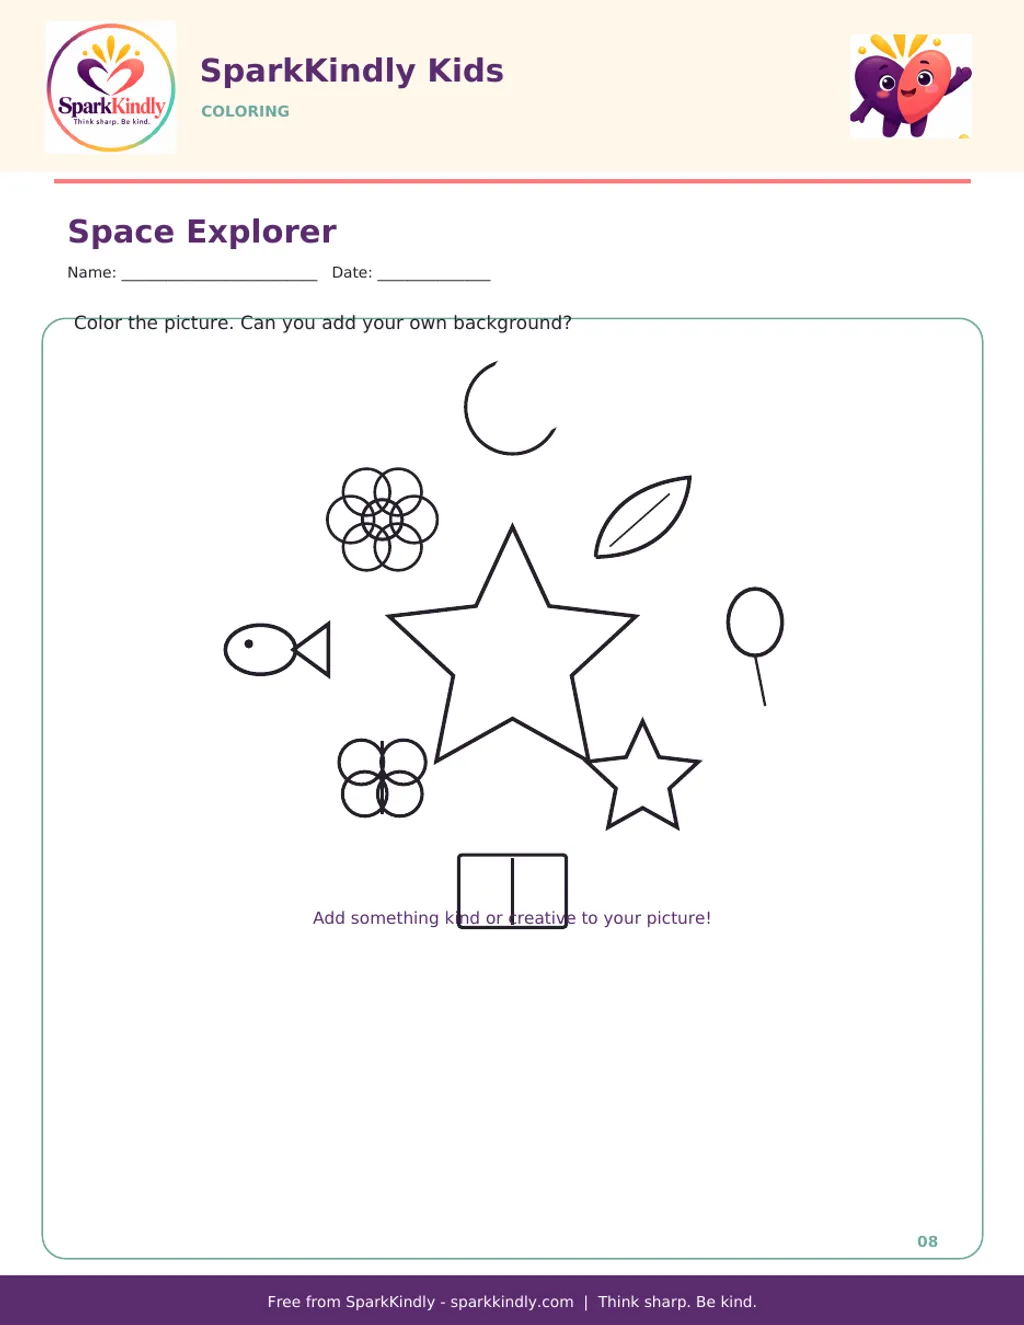 SparkKindly
Think sharp. Be kind.
SparkKindly Kids
COLORING
Space Explorer
Name: __________________________ Date: _______________
Color the picture. Can you add your own background?
Add something kind or creative to your picture!
08
Free from SparkKindly - sparkkindly.com | Think sharp. Be kind.